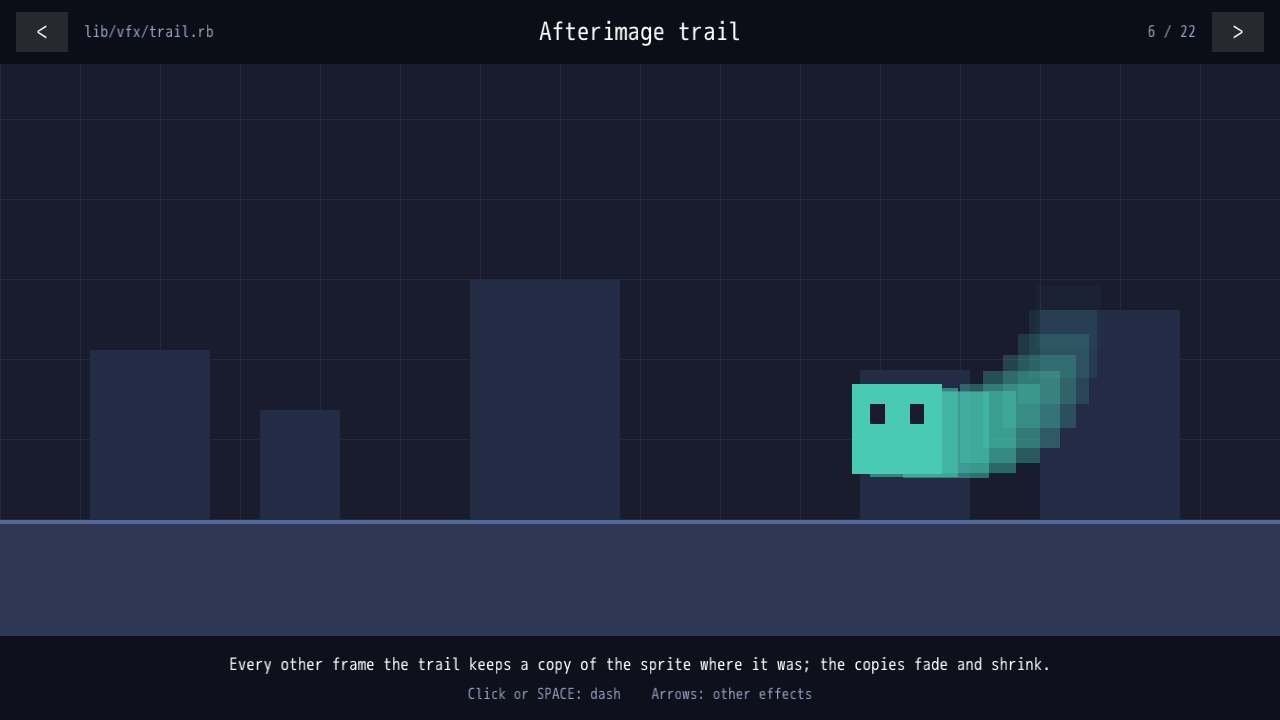 <
lib/vfx/trail.rb
Afterimage trail
6 / 22
>
Every other frame the trail keeps a copy of the sprite where it was; the copies fade and shrink.
Click or SPACE: dash    Arrows: other effects